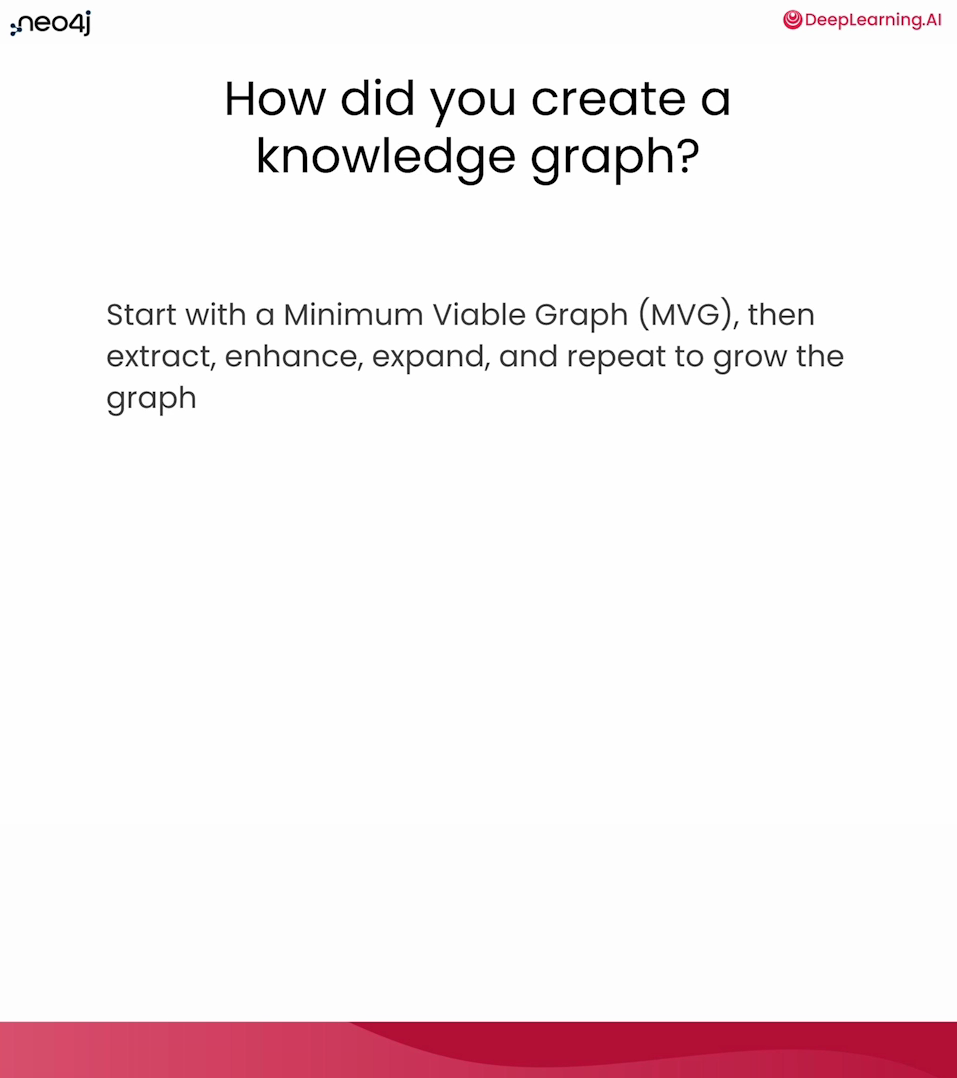 neo4j
DeepLearning.AI
How did you create a
knowledge graph?
Start with a Minimum Viable Graph (MVG), then
extract, enhance, expand, and repeat to grow the
graph